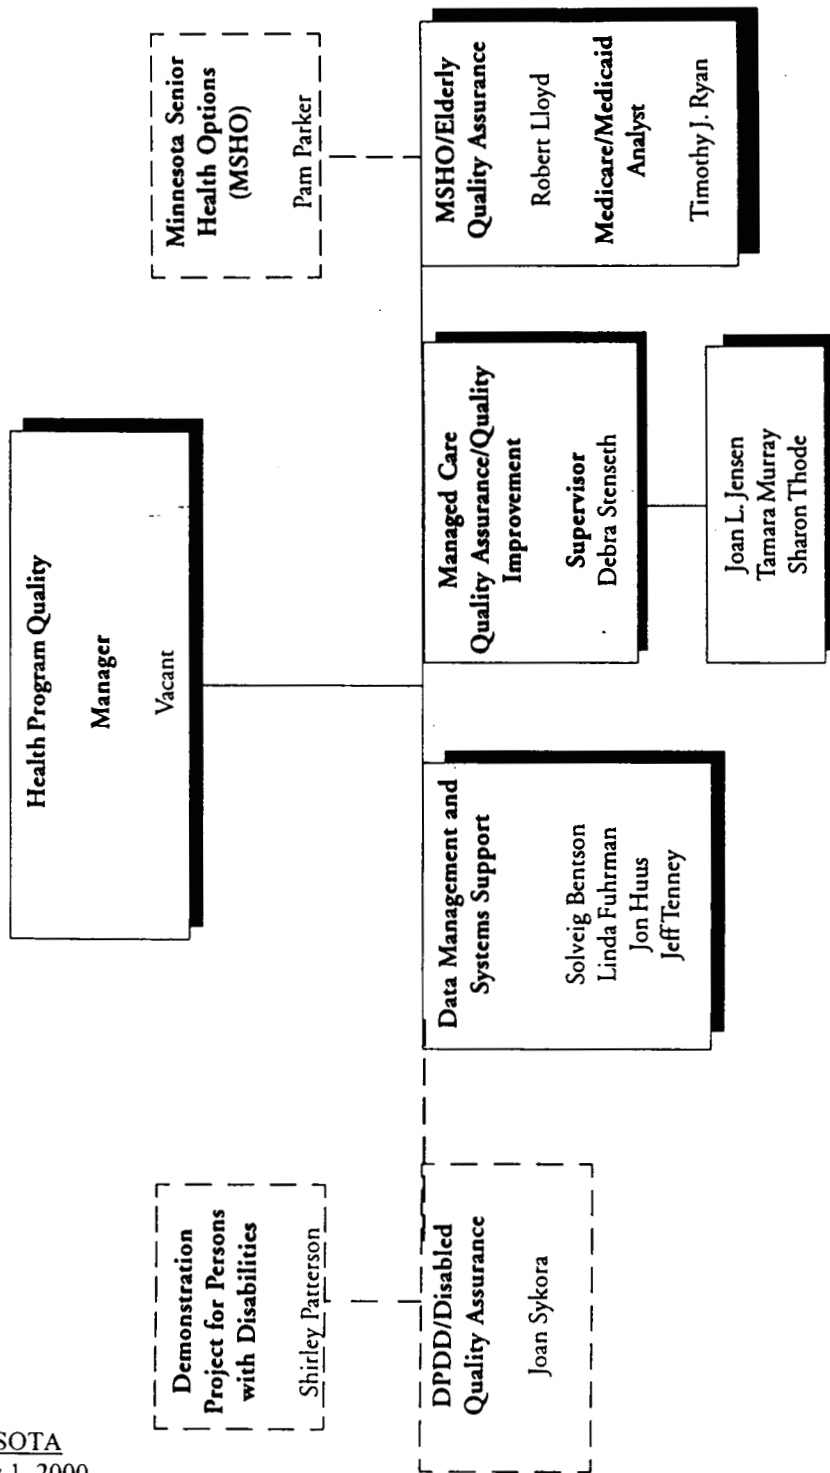 Health Program Quality
Manager
Vacant
Demonstration
Project for Persons
with Disabilities
Shirley Patterson
Minnesota Senior
Health Options
(MSHO)
Pam Parker
DPDD/Disabled
Quality Assurance
Joan Sykora
Data Management and
Systems Support
Solveig Bentson
Linda Fuhrman
Jon Huus
Jeff Tenney
Managed Care
Quality Assurance/Quality
Improvement
Supervisor
Debra Stenseth
Joan L. Jensen
Tamara Murray
Sharon Thode
MSHO/Elderly
Quality Assurance
Robert Lloyd
Medicare/Medicaid
Analyst
Timothy J. Ryan
SOTA
1, 2000